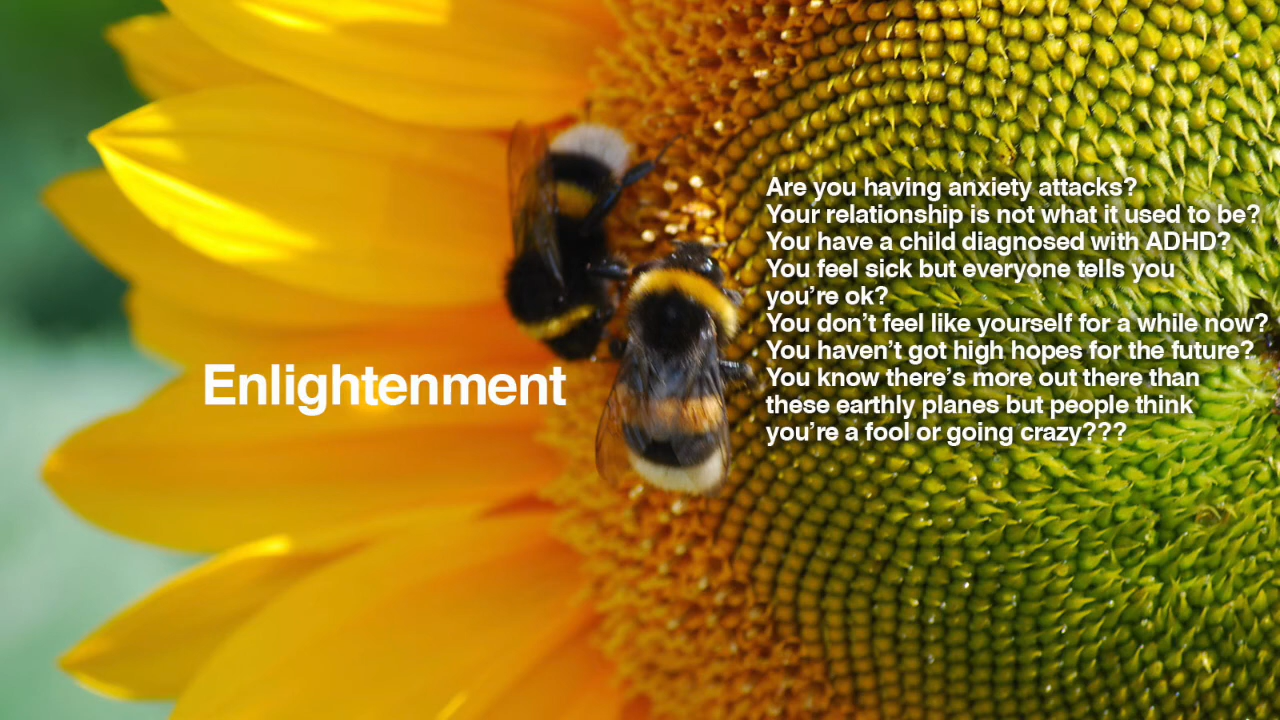 Enlightenment
Are you having anxiety attacks?
Your relationship is not what it used to be?
You have a child diagnosed with ADHD?
You feel sick but everyone tells you
you're ok?
You don't feel like yourself for a while now?
You haven't got high hopes for the future?
You know there's more out there than
these earthly planes but people think
you're a fool or going crazy???